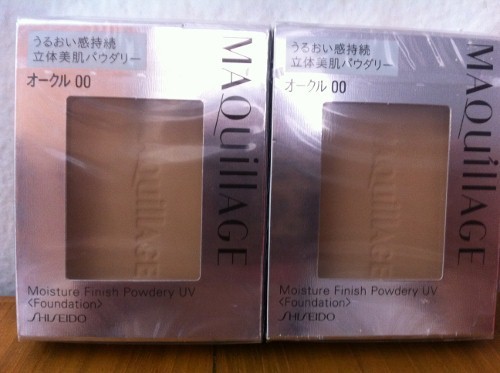 うるおい感持続
立体美肌パウダリー
オークル 00
MAQuillAGE
MAQuillAGE
Moisture Finish Powdery UV
<Foundation>
SHISEIDO
うるおい感持続
立体美肌パウダリー
オークル 00
MAQuillAGE
MAQuillAGE
Moisture Finish Powdery UV
<Foundation>
SHISEIDO